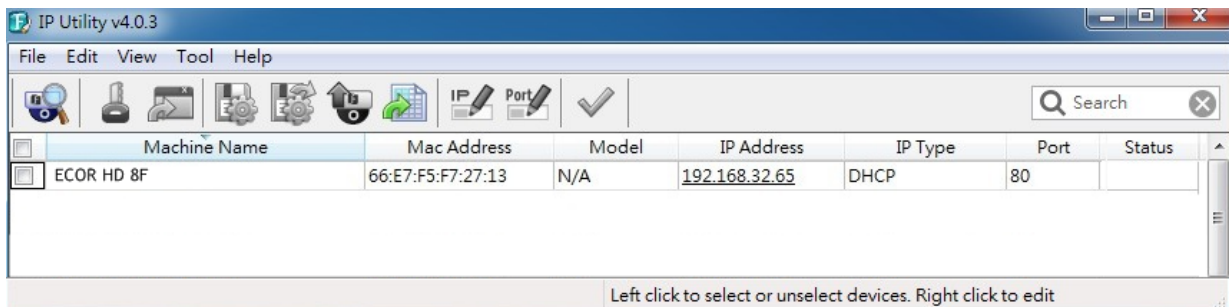 IP Utility v4.0.3
File Edit View Tool Help
IP Port Search
Machine Name Mac Address Model IP Address IP Type Port Status
ECOR HD 8F 66:E7:F5:F7:27:13 N/A 192.168.32.65 DHCP 80
Left click to select or unselect devices. Right click to edit